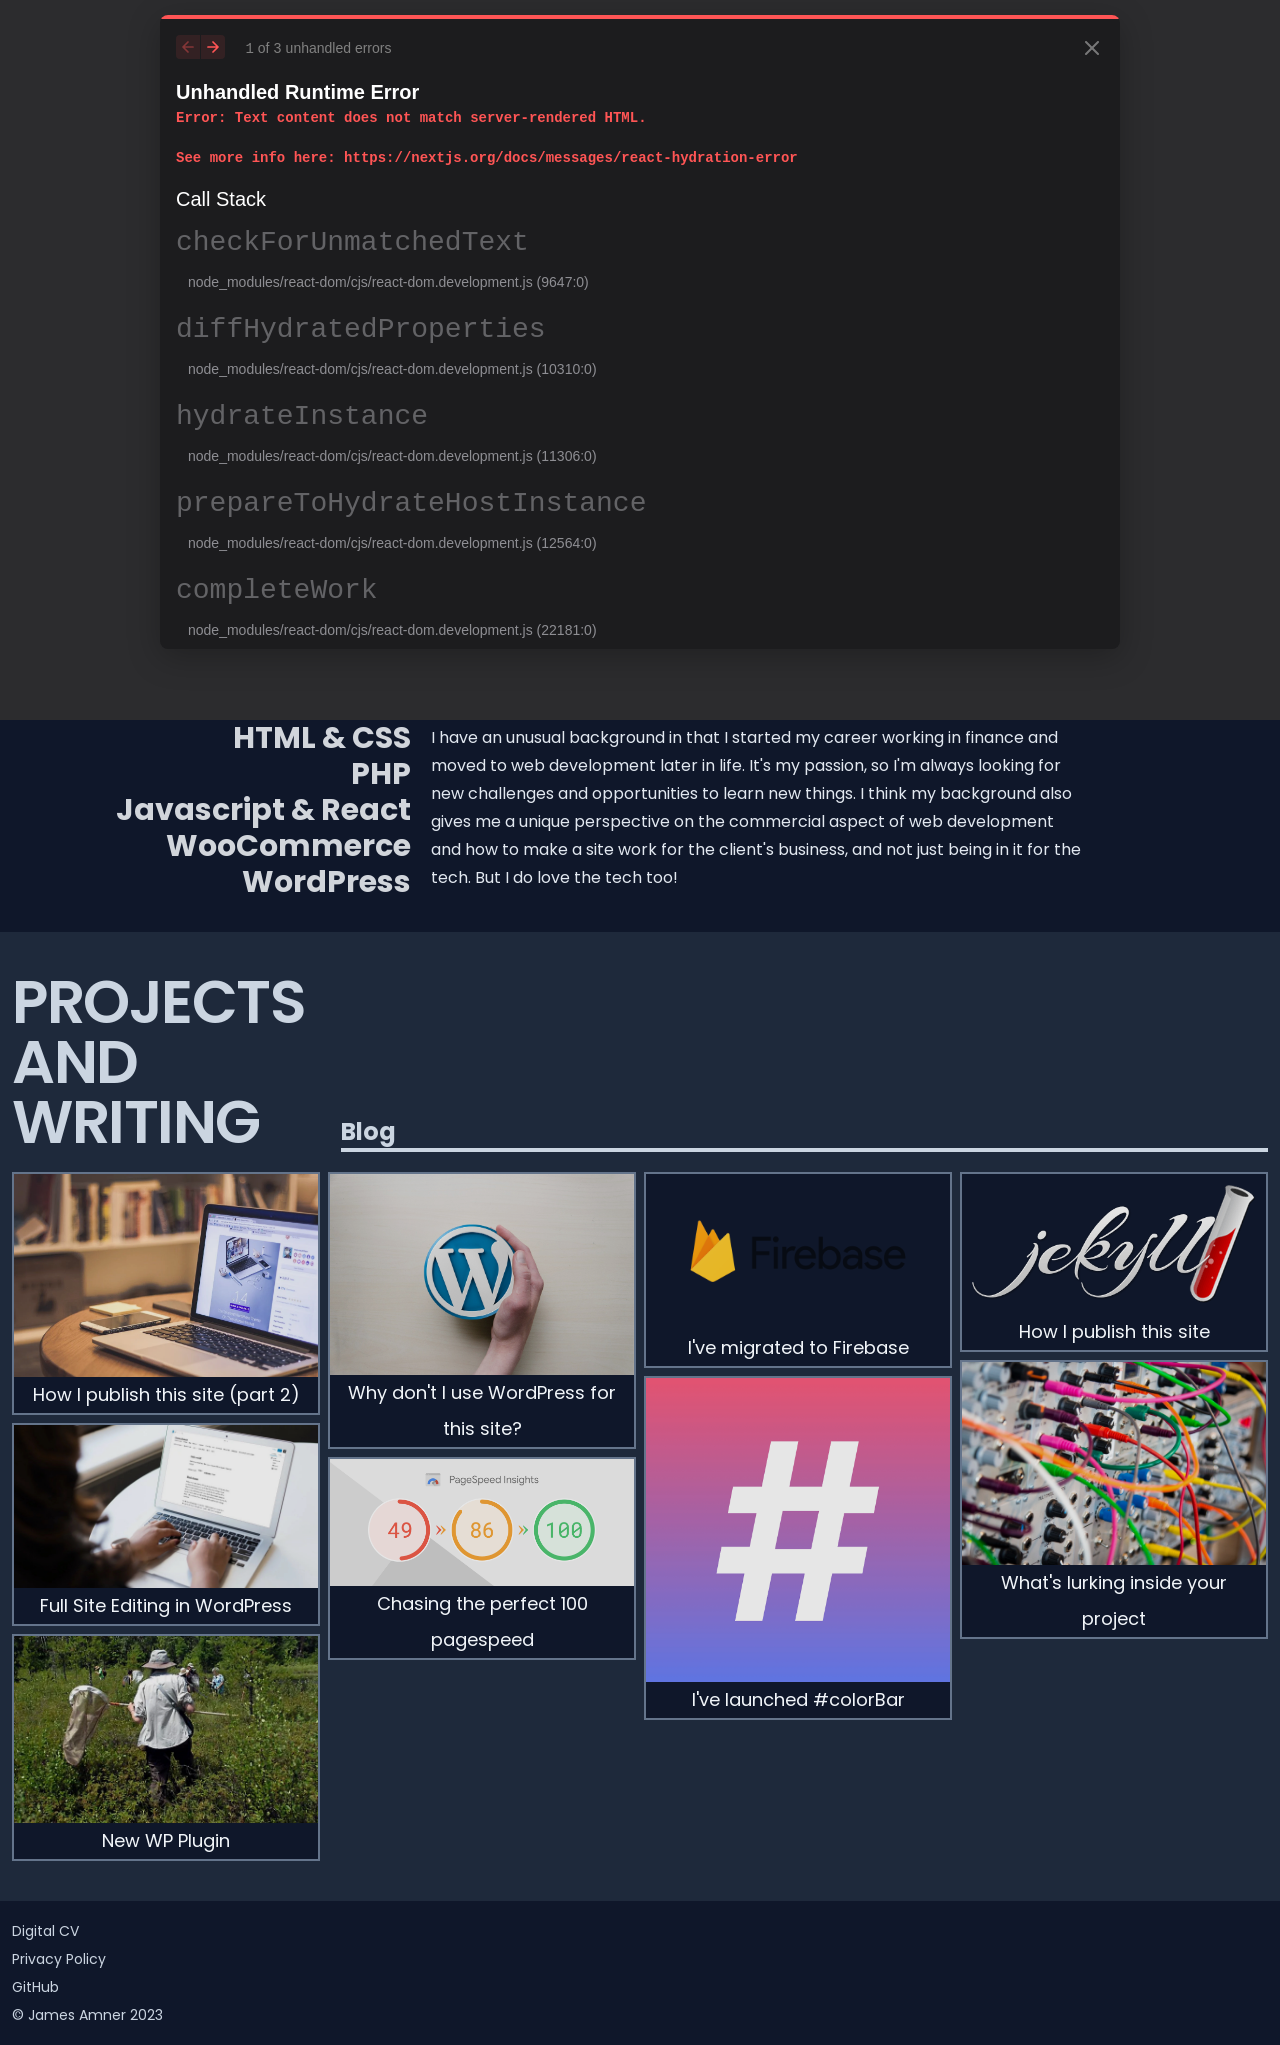 1 of 3 unhandled errors
Unhandled Runtime Error
Error: Text content does not match server-rendered HTML.
See more info here: https://nextjs.org/docs/messages/react-hydration-error
Call Stack
checkForUnmatchedText
node_modules/react-dom/cjs/react-dom.development.js (9647:0)
diffHydratedProperties
node_modules/react-dom/cjs/react-dom.development.js (10310:0)
hydrateInstance
node_modules/react-dom/cjs/react-dom.development.js (11306:0)
prepareToHydrateHostInstance
node_modules/react-dom/cjs/react-dom.development.js (12564:0)
completeWork
node_modules/react-dom/cjs/react-dom.development.js (22181:0)
HTML & CSS
PHP
Javascript & React
WooCommerce
WordPress
I have an unusual background in that I started my career working in finance and
moved to web development later in life. It's my passion, so I'm always looking for
new challenges and opportunities to learn new things. I think my background also
gives me a unique perspective on the commercial aspect of web development
and how to make a site work for the client's business, and not just being in it for the
tech. But I do love the tech too!
PROJECTS
AND
WRITING
Blog
How I publish this site (part 2)
Full Site Editing in WordPress
New WP Plugin
W
Why don't I use WordPress for
this site?
PageSpeed Insights
49 » 86 » 100
Chasing the perfect 100
pagespeed
Firebase
I've migrated to Firebase
#
I've launched #colorBar
jekyll
How I publish this site
What's lurking inside your
project
Digital CV
Privacy Policy
GitHub
© James Amner 2023